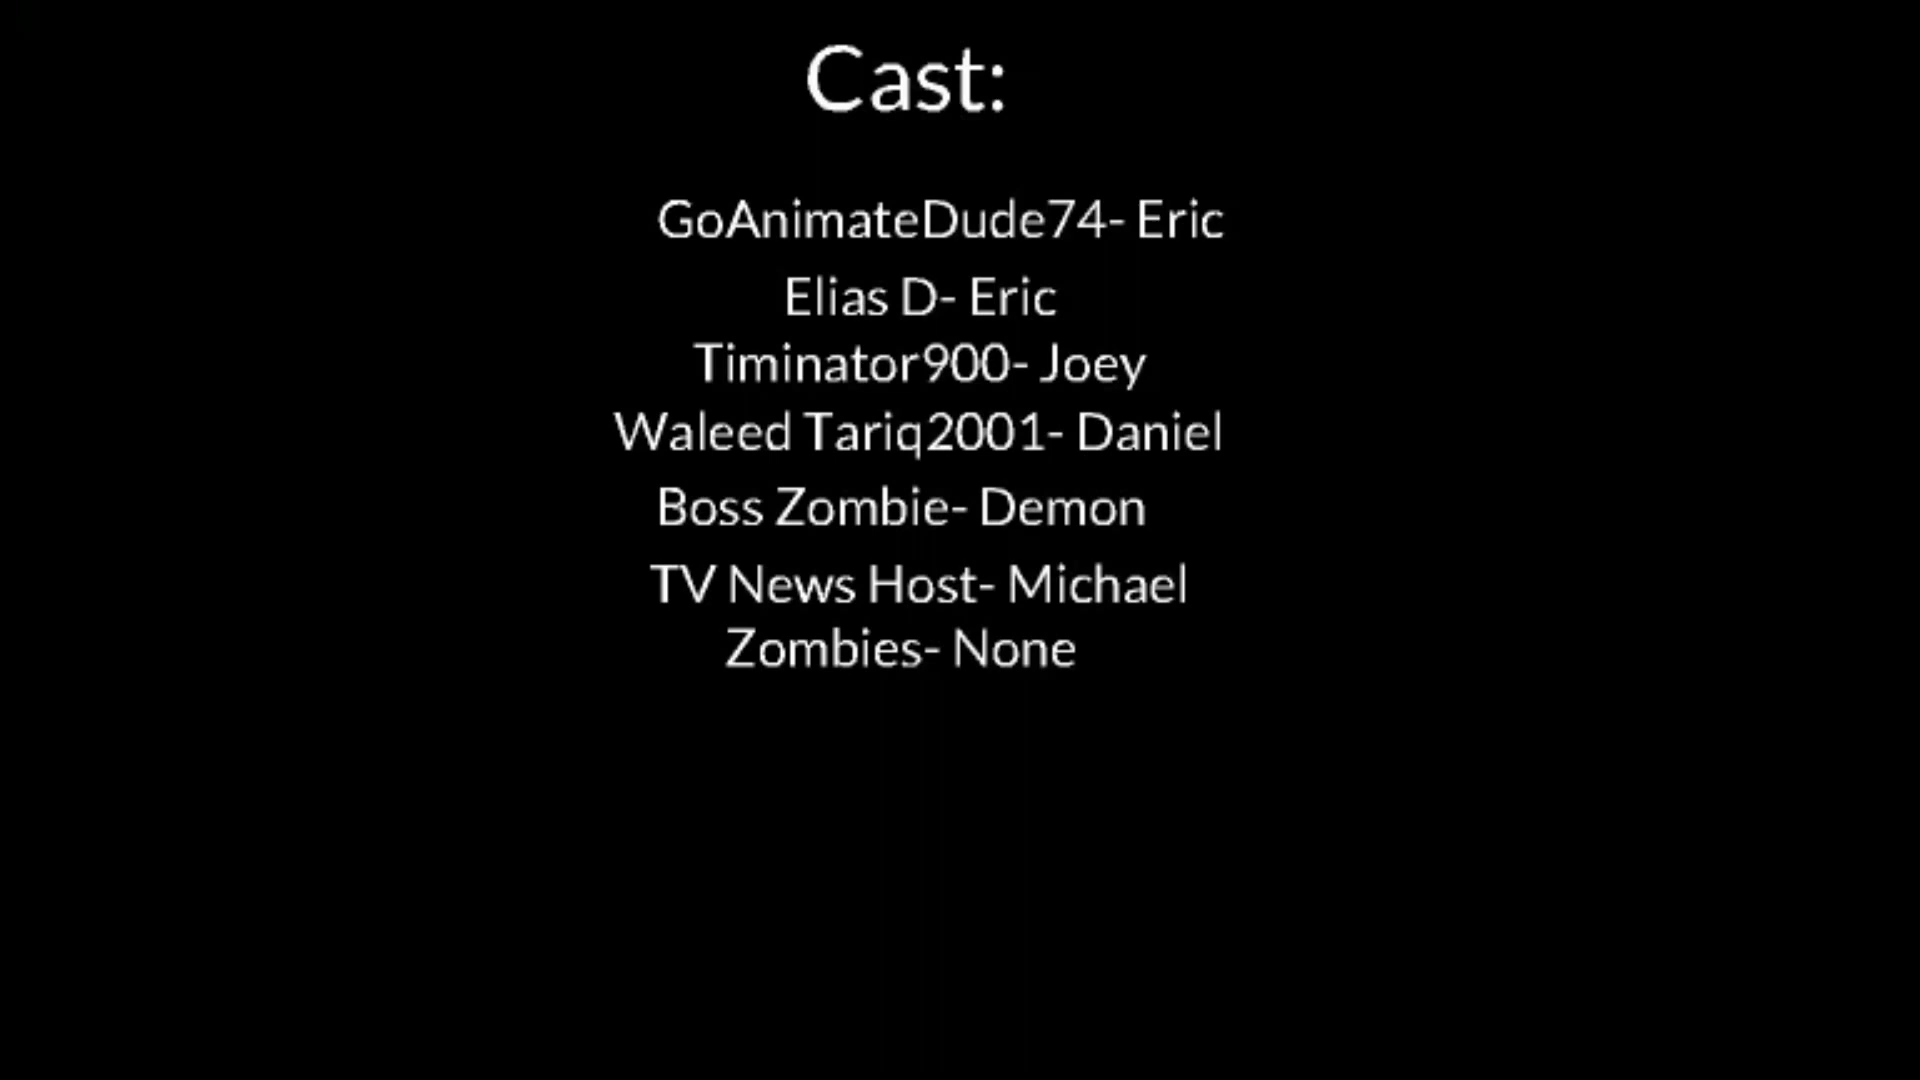 Cast:
GoAnimateDude74- Eric
Elias D- Eric
Timinator900- Joey
Waleed Tariq2001- Daniel
Boss Zombie- Demon
TV News Host- Michael
Zombies- None